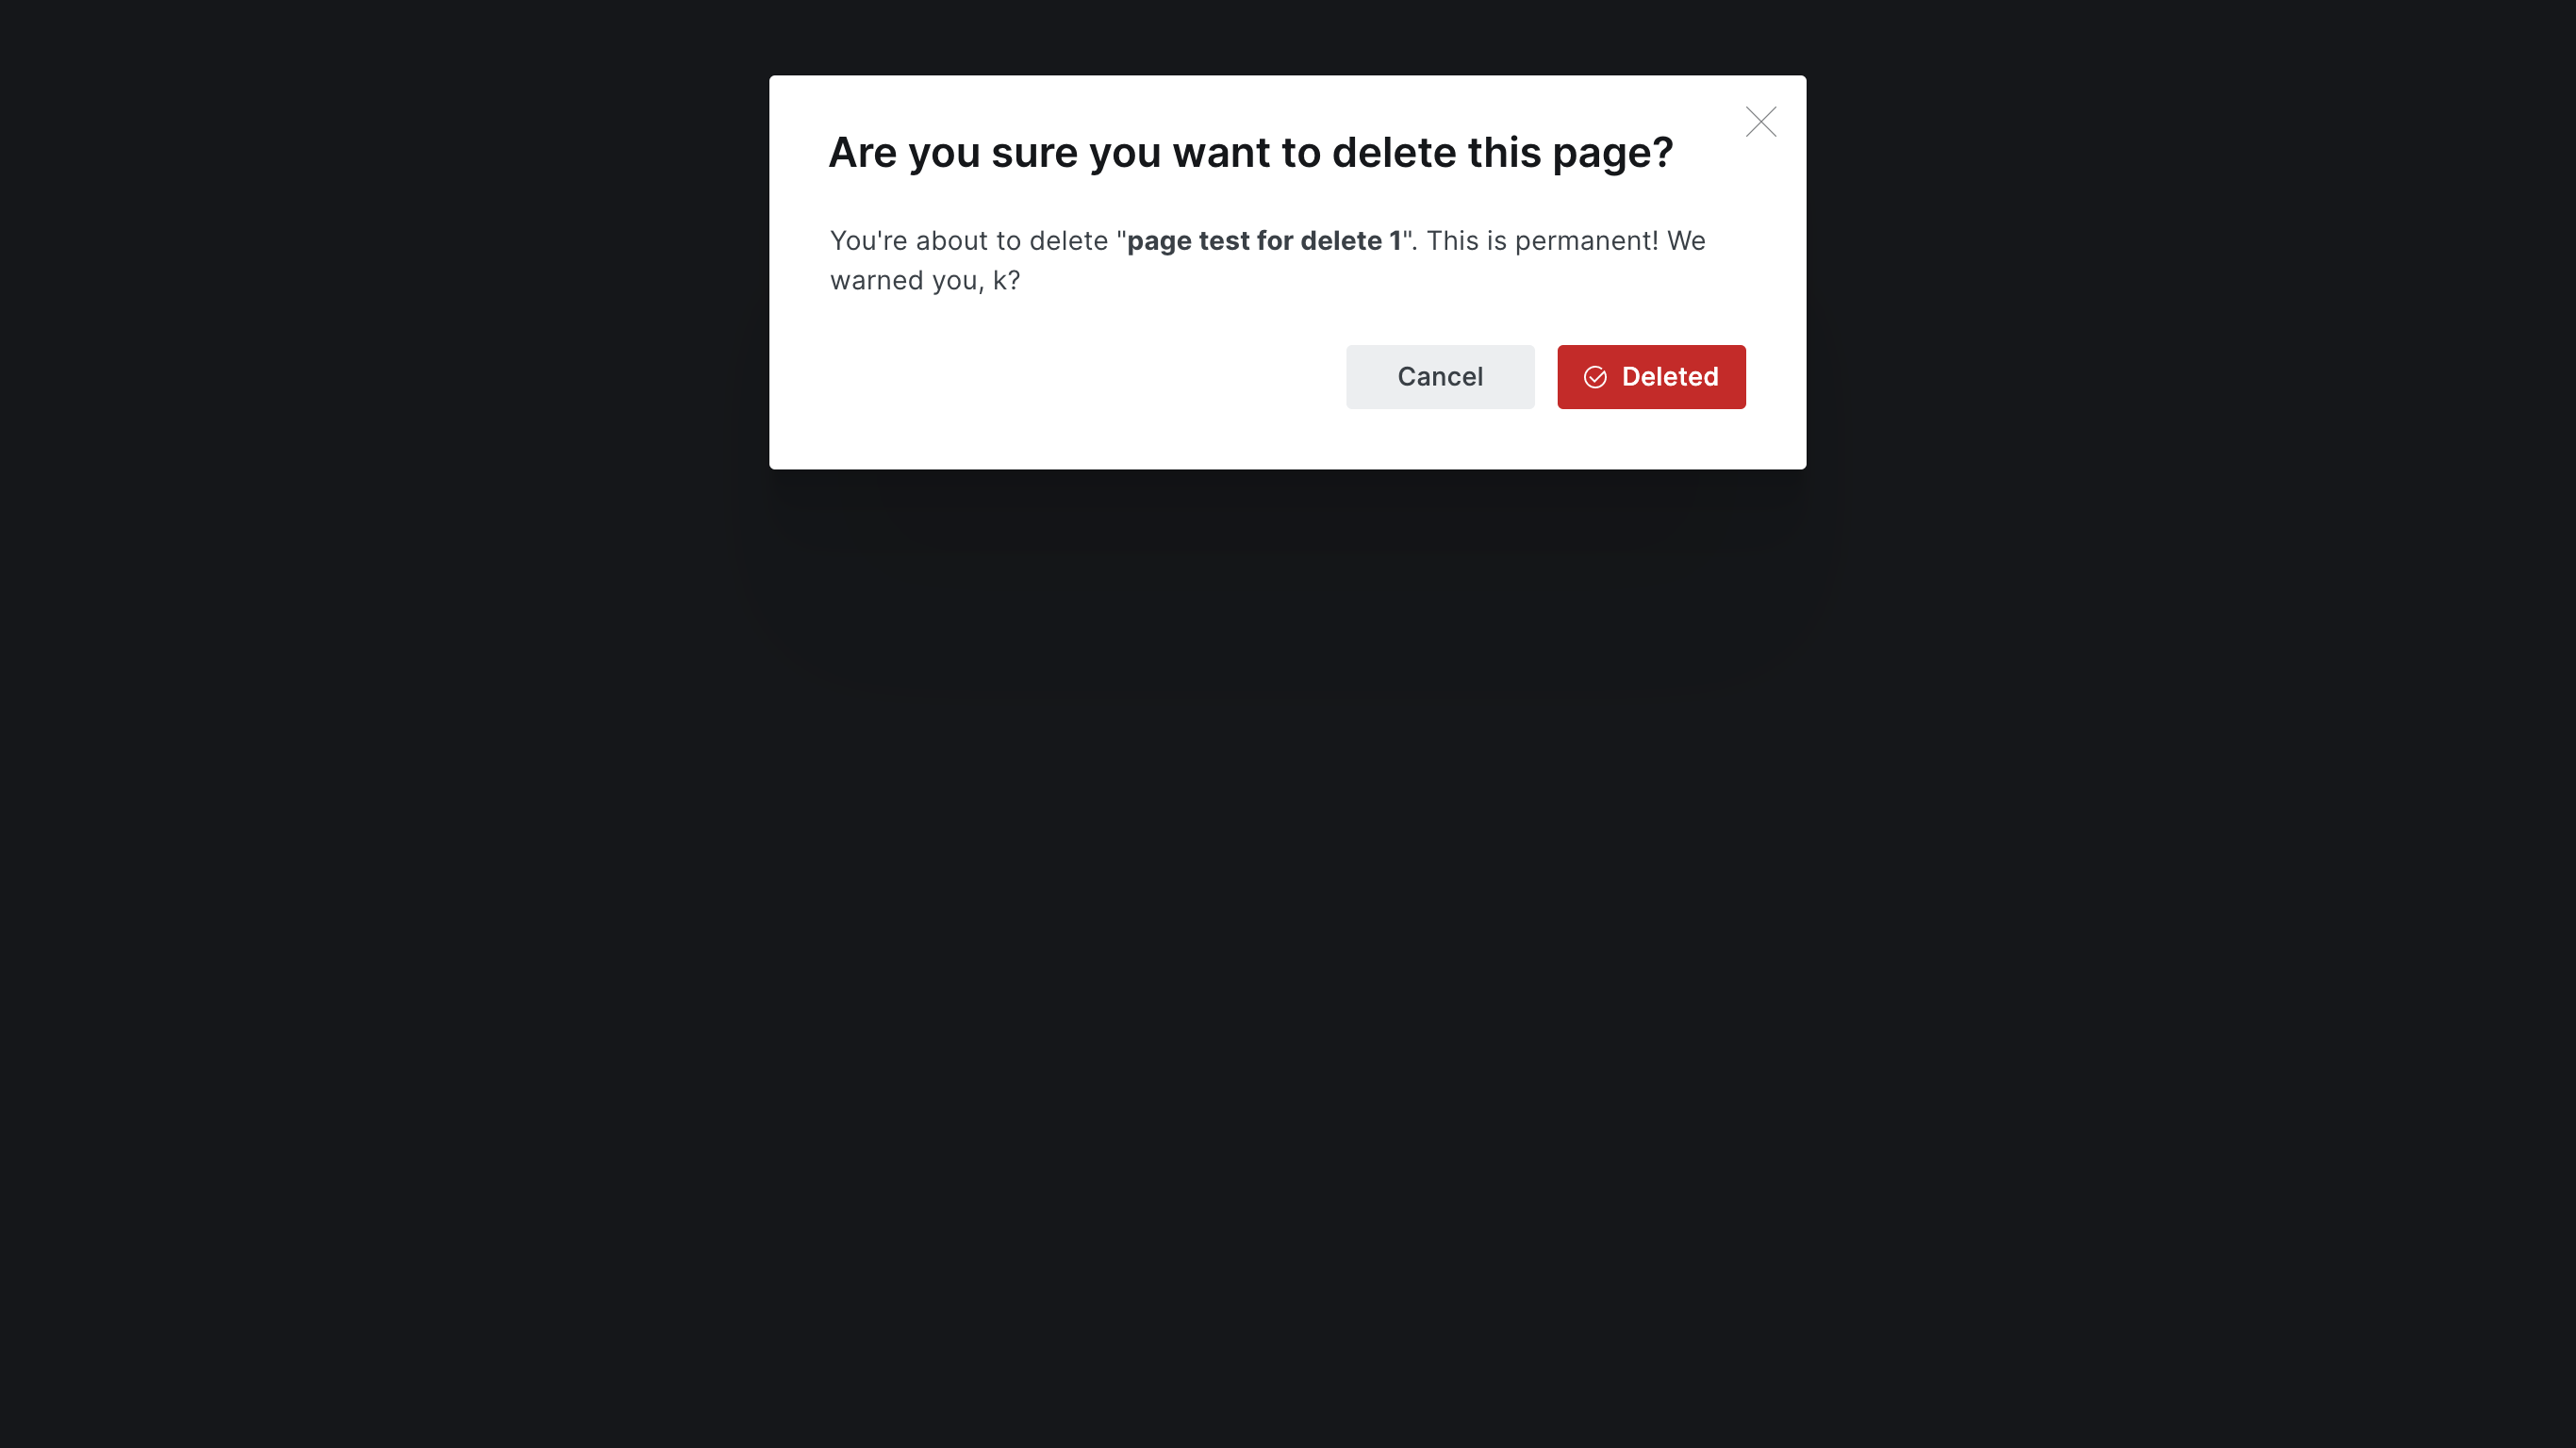 Are you sure you want to delete this page?
You're about to delete "page test for delete 1". This is permanent! We
warned you, k?
Cancel
Deleted